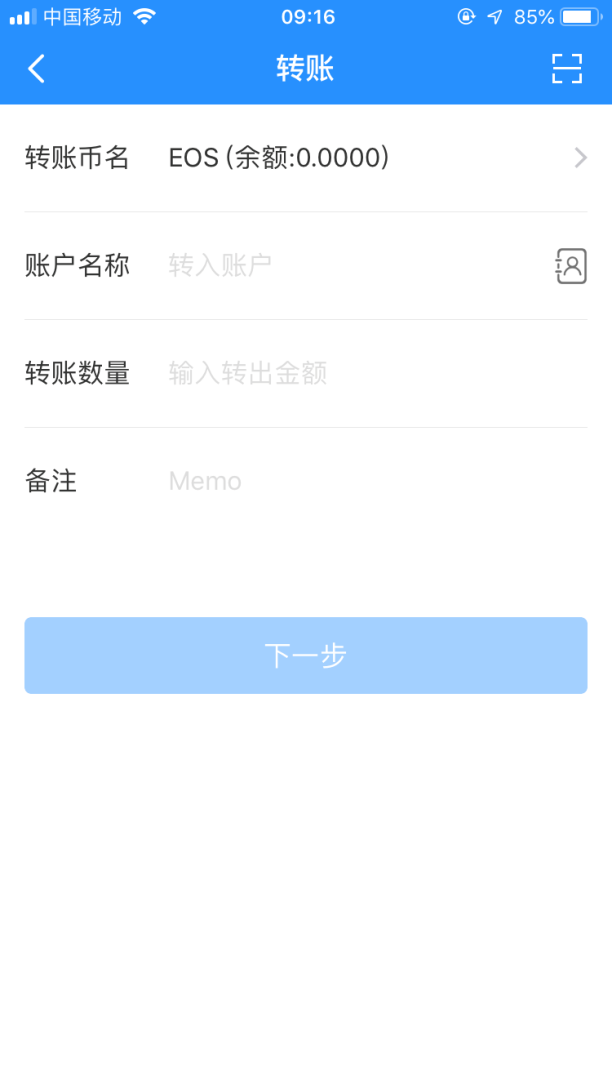 中国移动 09:16 85%
转账
转账币名 EOS (余额:0.0000)
账户名称 转入账户
转账数量 输入转出金额
备注 Memo
下一步